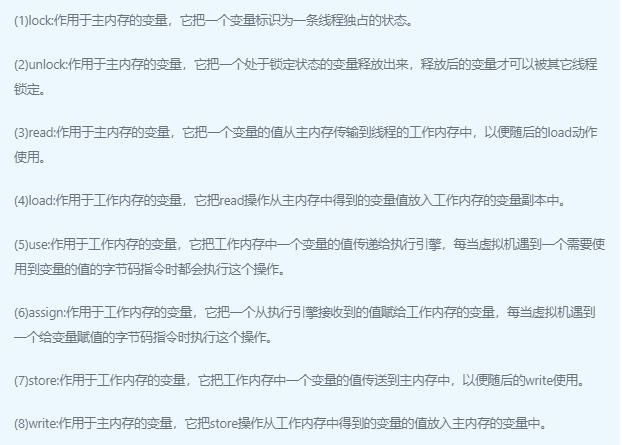 (1)lock:作用于主内存的变量，它把一个变量标识为一条线程独占的状态。
(2)unlock:作用于主内存的变量，它把一个处于锁定状态的变量释放出来，释放后的变量才可以被其它线程
锁定。
(3)read:作用于主内存的变量，它把一个变量的值从主内存传输到线程的工作内存中，以便随后的load动作
使用。
(4)load:作用于工作内存的变量，它把read操作从主内存中得到的变量值放入工作内存的变量副本中。
(5)use:作用于工作内存的变量，它把工作内存中一个变量的值传递给执行引擎，每当虚拟机遇到一个需要使
用到变量的值的字节码指令时都会执行这个操作。
(6)assign:作用于工作内存的变量，它把一个从执行引擎接收到的值赋给工作内存的变量，每当虚拟机遇到
一个给变量赋值的字节码指令时执行这个操作。
(7)store:作用于工作内存的变量，它把工作内存中一个变量的值传送到主内存中，以便随后的write使用。
(8)write:作用于主内存的变量，它把store操作从工作内存中得到的变量的值放入主内存的变量中。